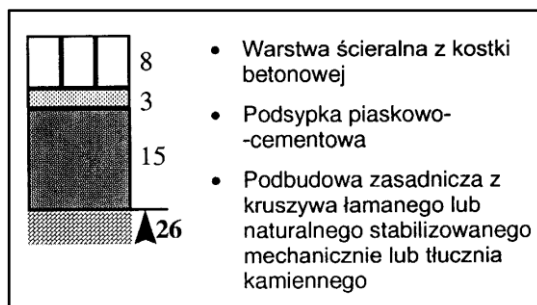 8
3
15
26
• Warstwa ścieralna z kostki
betonowej
• Podsypka piaskowo-
-cementowa
• Podbudowa zasadnicza z
kruszywa łamanego lub
naturalnego stabilizowanego
mechanicznie lub tłucznia
kamiennego